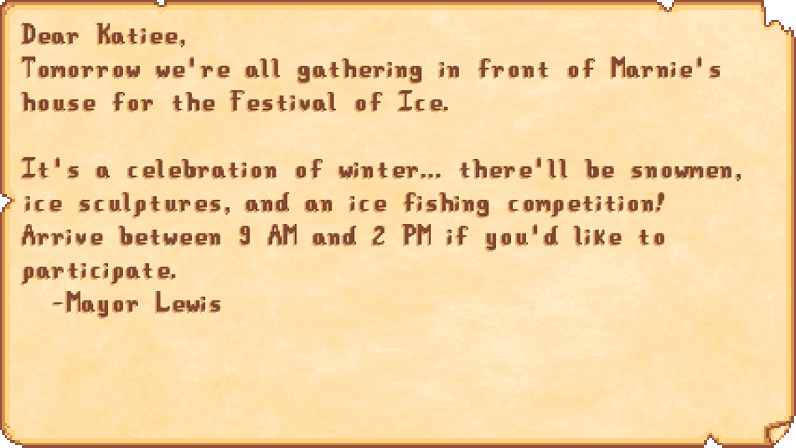 Dear Katiee,
Tomorrow we're all gathering in front of Marnie's
house for the Festival of Ice.
It's a celebration of winter... there'll be snowmen,
ice sculptures, and an ice fishing competition!
Arrive between 9 AM and 2 PM if you'd like to
participate.
-Mayor Lewis